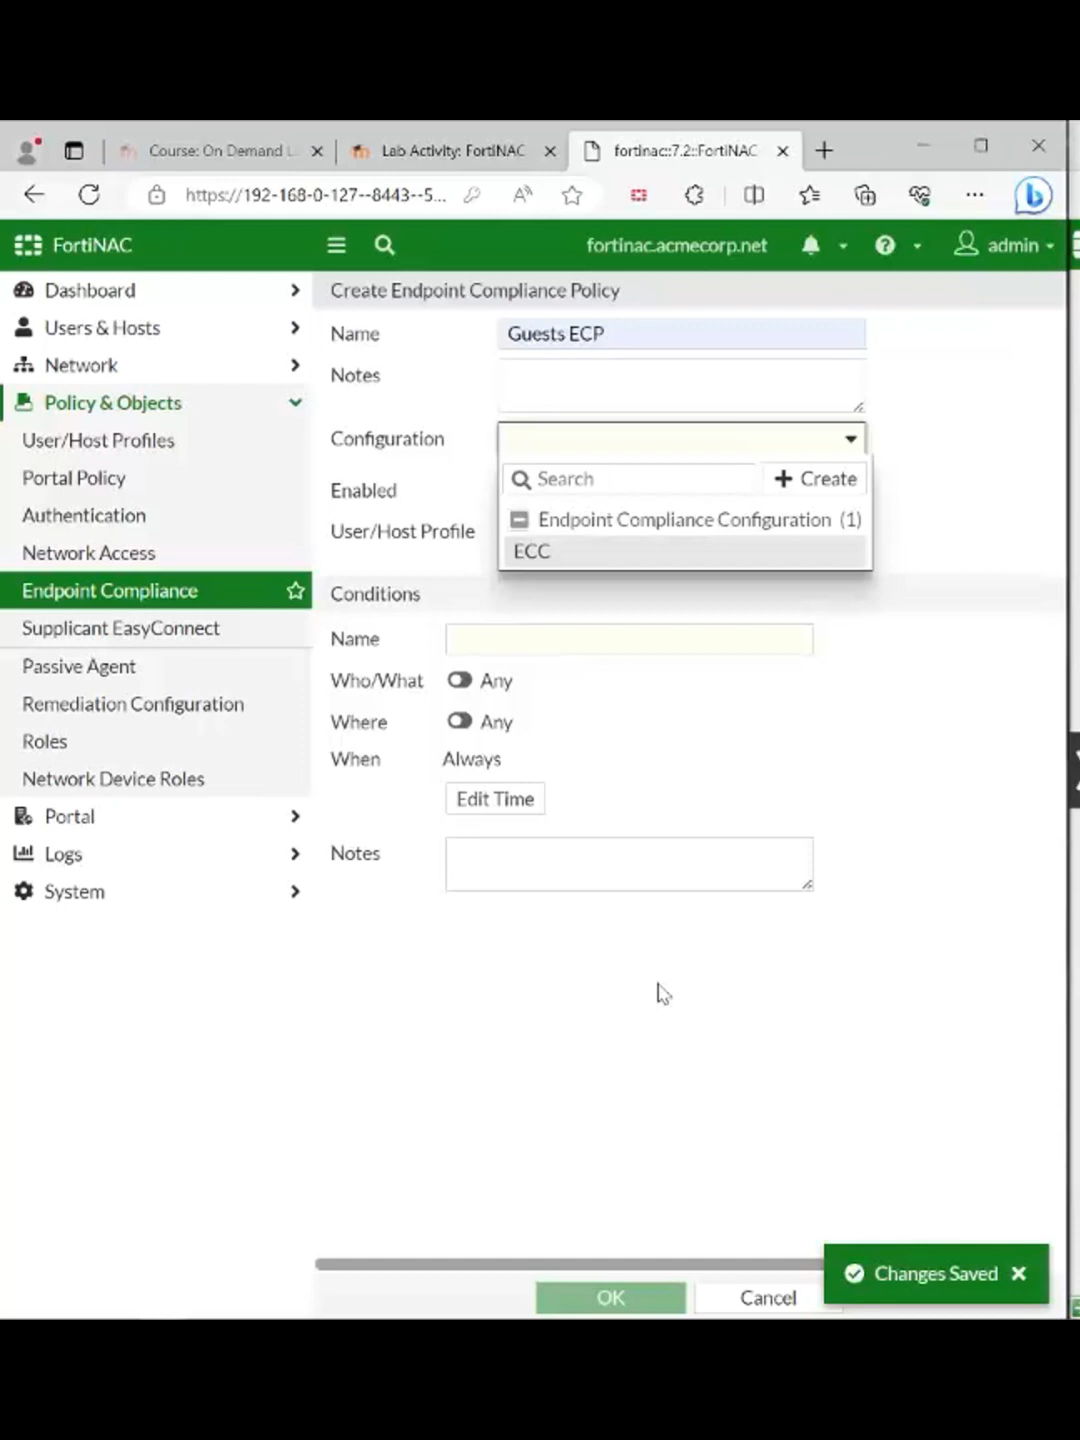 Course: On Demand L
Lab Activity: FortiNAC
fortinac::7.2::FortiNAC
https://192-168-0-127--8443--5...
FortiNAC
fortinac.acmecorp.net
admin
Dashboard
Users & Hosts
Network
Policy & Objects
User/Host Profiles
Portal Policy
Authentication
Network Access
Endpoint Compliance
Supplicant EasyConnect
Passive Agent
Remediation Configuration
Roles
Network Device Roles
Portal
Logs
System
Create Endpoint Compliance Policy
Name
Guests ECP
Notes
Configuration
Search
Create
Endpoint Compliance Configuration (1)
ECC
Enabled
User/Host Profile
Conditions
Name
Who/What
Any
Where
Any
When
Always
Edit Time
Notes
OK
Cancel
Changes Saved